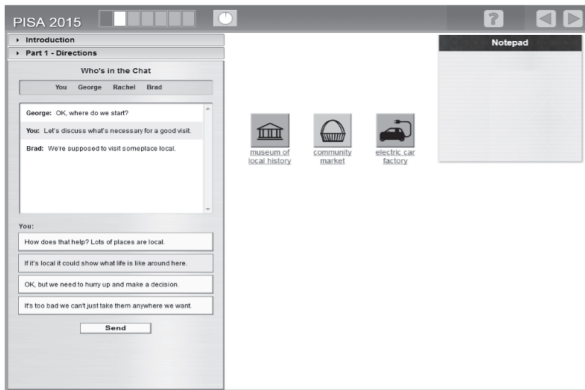 PISA 2015
?
Introduction
Part 1 - Directions
Who's in the Chat
You George Rachel Brad
George: OK, where do we start?
You: Let's discuss what's necessary for a good visit.
Brad: We're supposed to visit someplace local.
You:
How does that help? Lots of places are local.
If it's local it could show what life is like around here.
OK, but we need to hurry up and make a decision.
It's too bad we can't just take them anywhere we want.
Send
museum of
local history
community
market
electric car
factory
Notepad